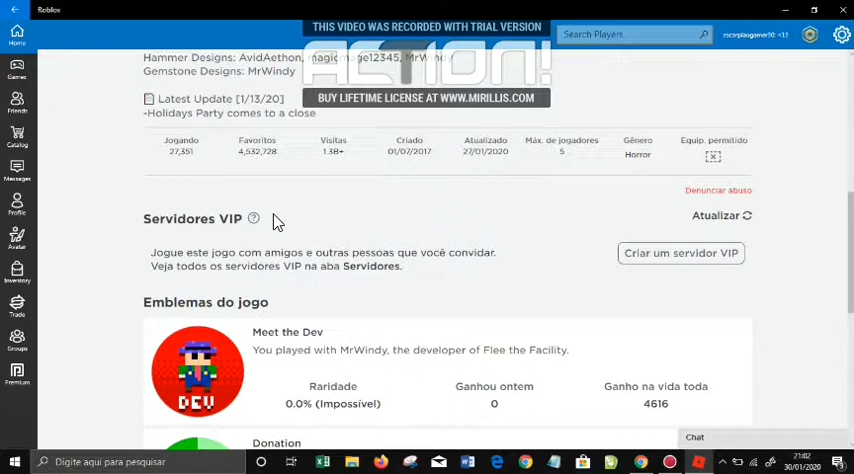 Roblox
THIS VIDEO WAS RECORDED WITH TRIAL VERSION
ACTION!
BUY LIFETIME LICENSE AT WWW.MIRILLIS.COM
Search Players...
rscorpiaogamer30: <13
Home
Games
Friends
Catalog
Messages
Profile
Avatar
Inventory
Trade
Groups
Premium
Hammer Designs: AvidAethon, magicmage12345, MrWindy
Gemstone Designs: MrWindy
Latest Update [1/13/20]
-Holidays Party comes to a close
Jogando Favoritos Visitas Criado Atualizado Máx. de jogadores Gênero Equip. permitido
27,351 4,532,728 1.3B+ 01/07/2017 27/01/2020 5 Horror
Denunciar abuso
Servidores VIP ?
Atualizar
Jogue este jogo com amigos e outras pessoas que você convidar.
Veja todos os servidores VIP na aba Servidores.
Criar um servidor VIP
Emblemas do jogo
Meet the Dev
You played with MrWindy, the developer of Flee the Facility.
DEV
Raridade Ganhou ontem Ganho na vida toda
0.0% (Impossível) 0 4616
Donation
Chat
Digite aqui para pesquisar
21:02
30/01/2020